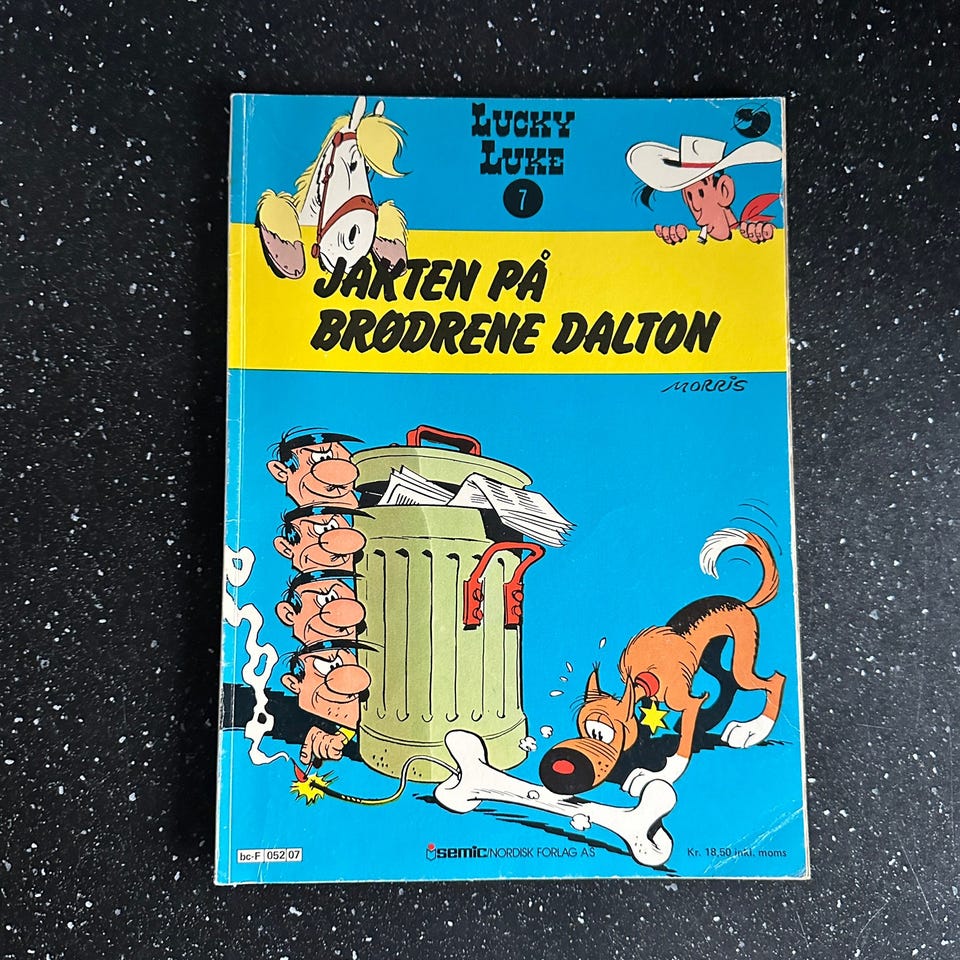 LUCKY
LUKE
7
JAKTEN PÅ
BRØDRENE DALTON
MORRIS
bc-F 052 07
semic/NORDISK FORLAG A.S
Kr. 18,50 inkl. moms